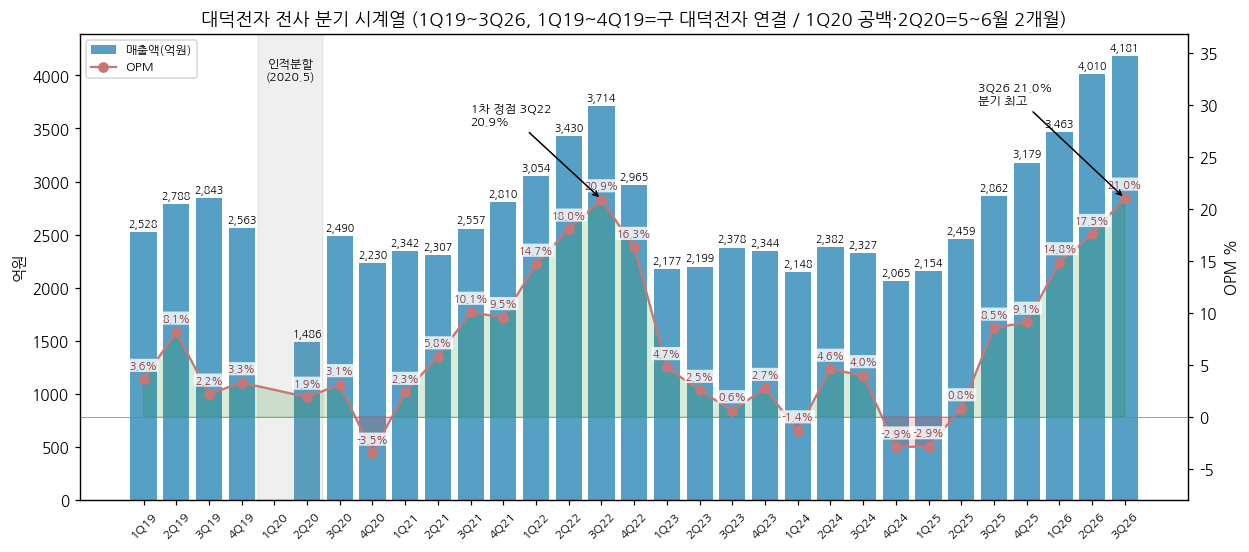 대덕전자 전사 분기 시계열 (1Q19~3Q26, 1Q19~4Q19=구 대덕전자 연결 / 1Q20 공백·2Q20=5~6월 2개월)
매출액(억원)
OPM
인적분할
(2020.5)
1차 정점 3Q22
20.9%
3Q26 21.0%
분기 최고
억원
4000
3500
3000
2500
2000
1500
1000
500
0
OPM %
35
30
25
20
15
10
5
0
-5
2,528
2,788
2,843
2,563
1,486
2,490
2,230
2,342
2,307
2,557
2,810
3,054
3,430
3,714
2,965
2,177
2,199
2,378
2,344
2,148
2,382
2,327
2,065
2,154
2,459
2,862
3,179
3,463
4,010
4,181
3.6%
8.1%
2.2%
3.3%
1.9%
3.1%
-3.5%
2.3%
5.8%
10.1%
9.5%
14.7%
18.0%
20.9%
16.3%
4.7%
2.5%
0.6%
2.7%
-1.4%
4.6%
4.0%
-2.9%
-2.9%
0.8%
8.5%
9.1%
14.8%
17.5%
21.0%
1Q19
2Q19
3Q19
4Q19
1Q20
2Q20
3Q20
4Q20
1Q21
2Q21
3Q21
4Q21
1Q22
2Q22
3Q22
4Q22
1Q23
2Q23
3Q23
4Q23
1Q24
2Q24
3Q24
4Q24
1Q25
2Q25
3Q25
4Q25
1Q26
2Q26
3Q26